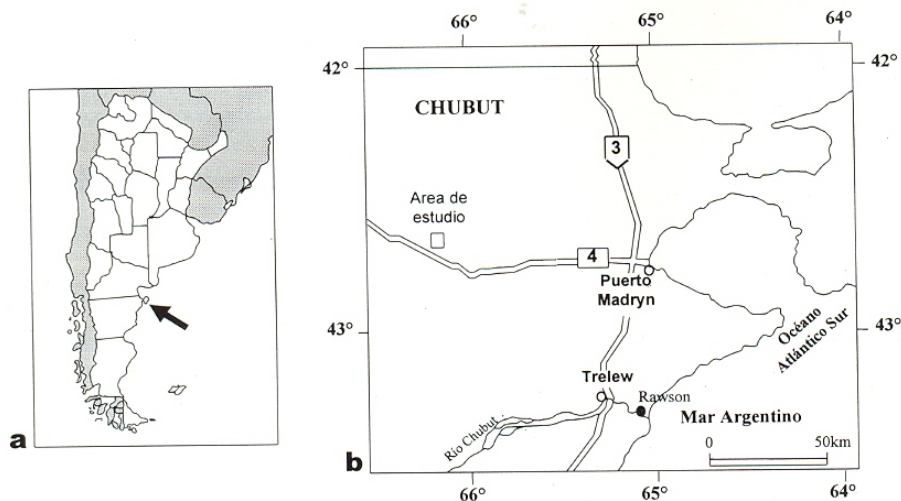 66°
65°
64°
42°
42°
CHUBUT
3
Area de
estudio
4
Puerto
Madryn
43°
43°
Océano
Atlántico Sur
Trelew
Rawson
Mar Argentino
Río Chubut
0
50km
a
b
66°
65°
64°